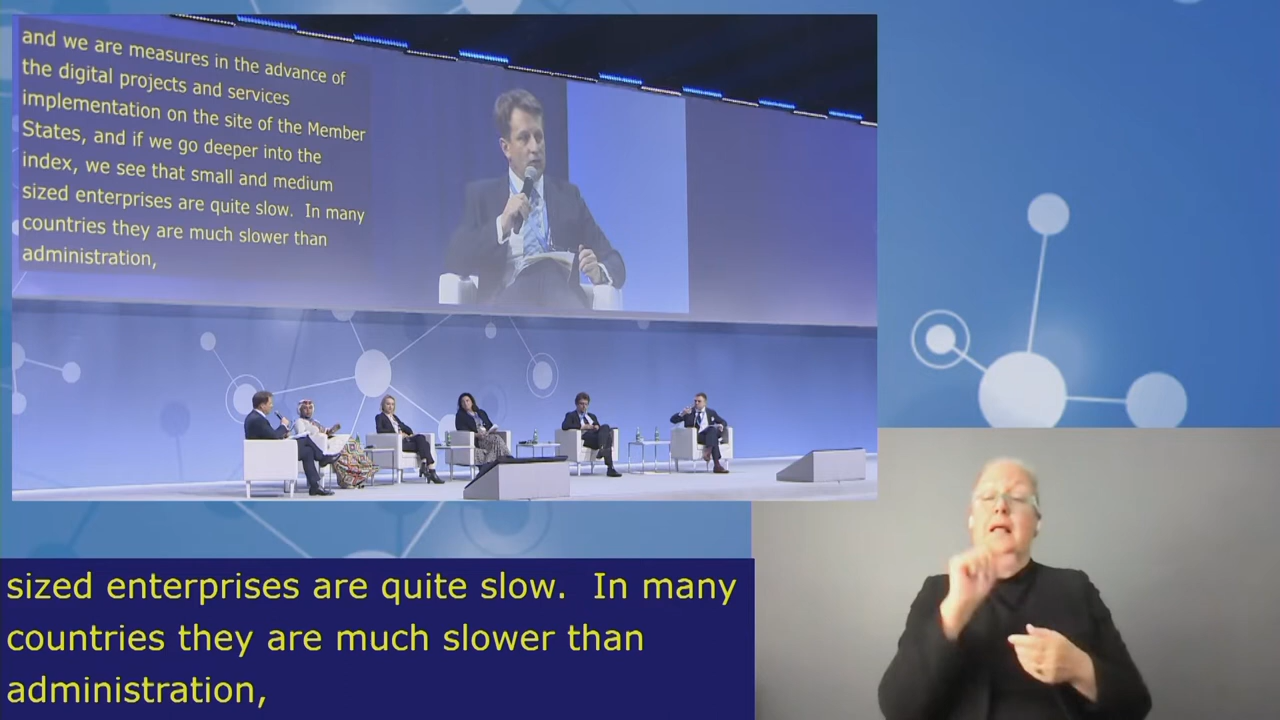 and we are measures in the advance of
the digital projects and services
implementation on the site of the Member
States, and if we go deeper into the
index, we see that small and medium
sized enterprises are quite slow.  In many
countries they are much slower than
administration,
sized enterprises are quite slow.  In many
countries they are much slower than
administration,